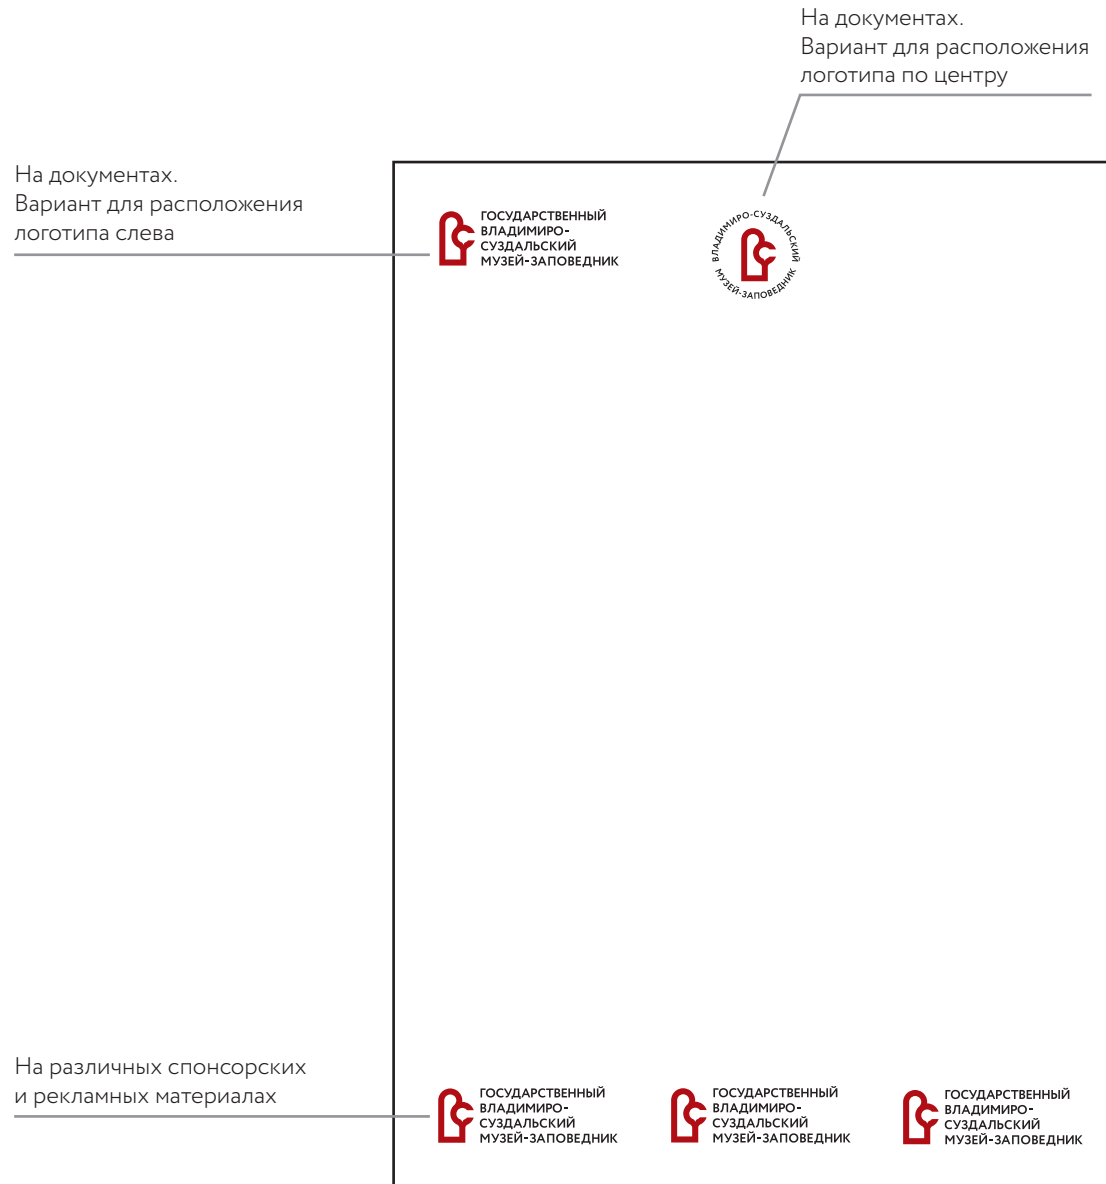 На документах.
Вариант для расположения
логотипа по центру
На документах.
Вариант для расположения
логотипа слева
ГОСУДАРСТВЕННЫЙ
ВЛАДИМИРО-
СУЗДАЛЬСКИЙ
МУЗЕЙ-ЗАПОВЕДНИК
ВЛАДИМИРО-СУЗДАЛЬСКИЙ
МУЗЕЙ-ЗАПОВЕДНИК
На различных спонсорских
и рекламных материалах
ГОСУДАРСТВЕННЫЙ
ВЛАДИМИРО-
СУЗДАЛЬСКИЙ
МУЗЕЙ-ЗАПОВЕДНИК
ГОСУДАРСТВЕННЫЙ
ВЛАДИМИРО-
СУЗДАЛЬСКИЙ
МУЗЕЙ-ЗАПОВЕДНИК
ГОСУДАРСТВЕННЫЙ
ВЛАДИМИРО-
СУЗДАЛЬСКИЙ
МУЗЕЙ-ЗАПОВЕДНИК